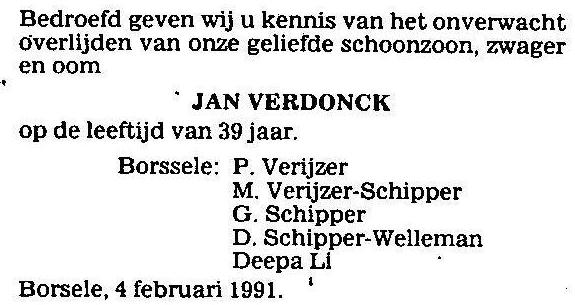 Bedroefd geven wij u kennis van het onverwacht
overlijden van onze geliefde schoonzoon, zwager
en oom
JAN VERDONCK
op de leeftijd van 39 jaar.
Borssele: P. Verijzer
M. Verijzer-Schipper
G. Schipper
D. Schipper-Welleman
Deepa Li
Borsele, 4 februari 1991.